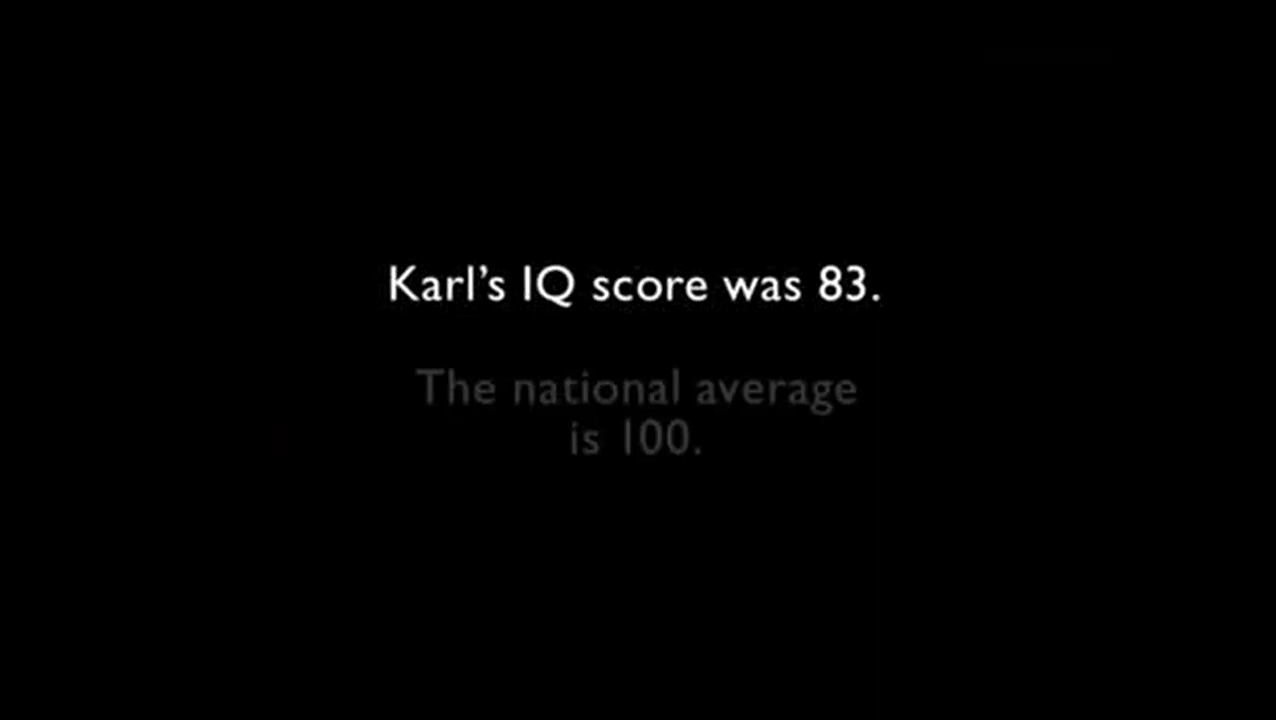 Karl’s IQ score was 83.
The national average
is 100.